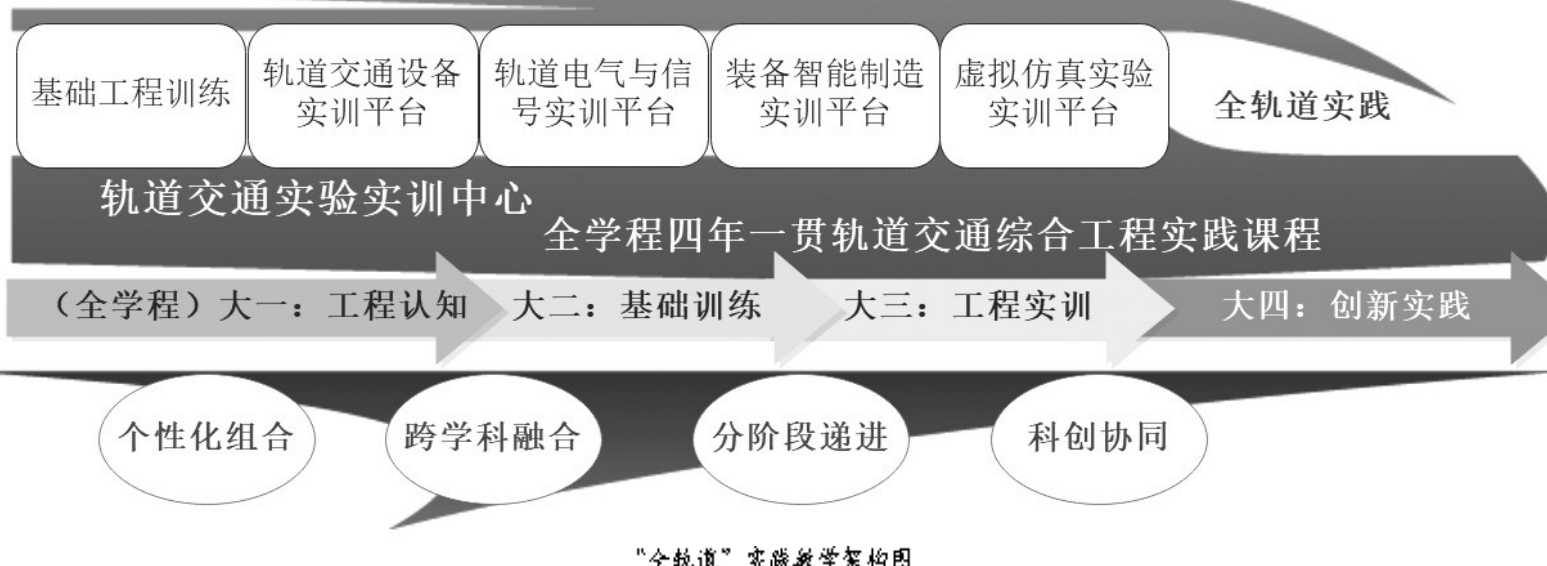 基础工程训练
轨道交通设备
实训平台
轨道电气与信
号实训平台
装备智能制造
实训平台
虚拟仿真实验
实训平台
全轨道实践
轨道交通实验实训中心
全学程四年一贯轨道交通综合工程实践课程
（全学程）大一：工程认知
大二：基础训练
大三：工程实训
大四：创新实践
个性化组合
跨学科融合
分阶段递进
科创协同
“全轨道”实践教学架构图